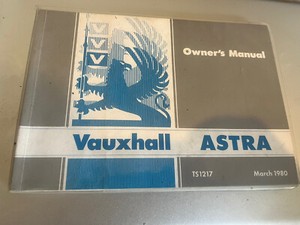 Owner's Manual
Vauxhall ASTRA
TS1217 March 1980